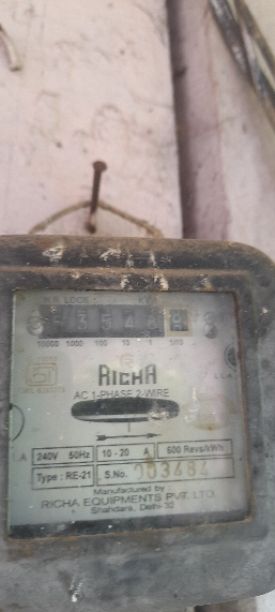 10000 1000 100 10 1 1/10
RICHA
AC 1-PHASE 2-WIRE
240V 50Hz 10 - 20 A 600 Revs/kWh
Type : RE-21 S.No. 003484
Manufactured by :
RICHA EQUIPMENTS PVT. LTD.
Shahdara, Delhi-32